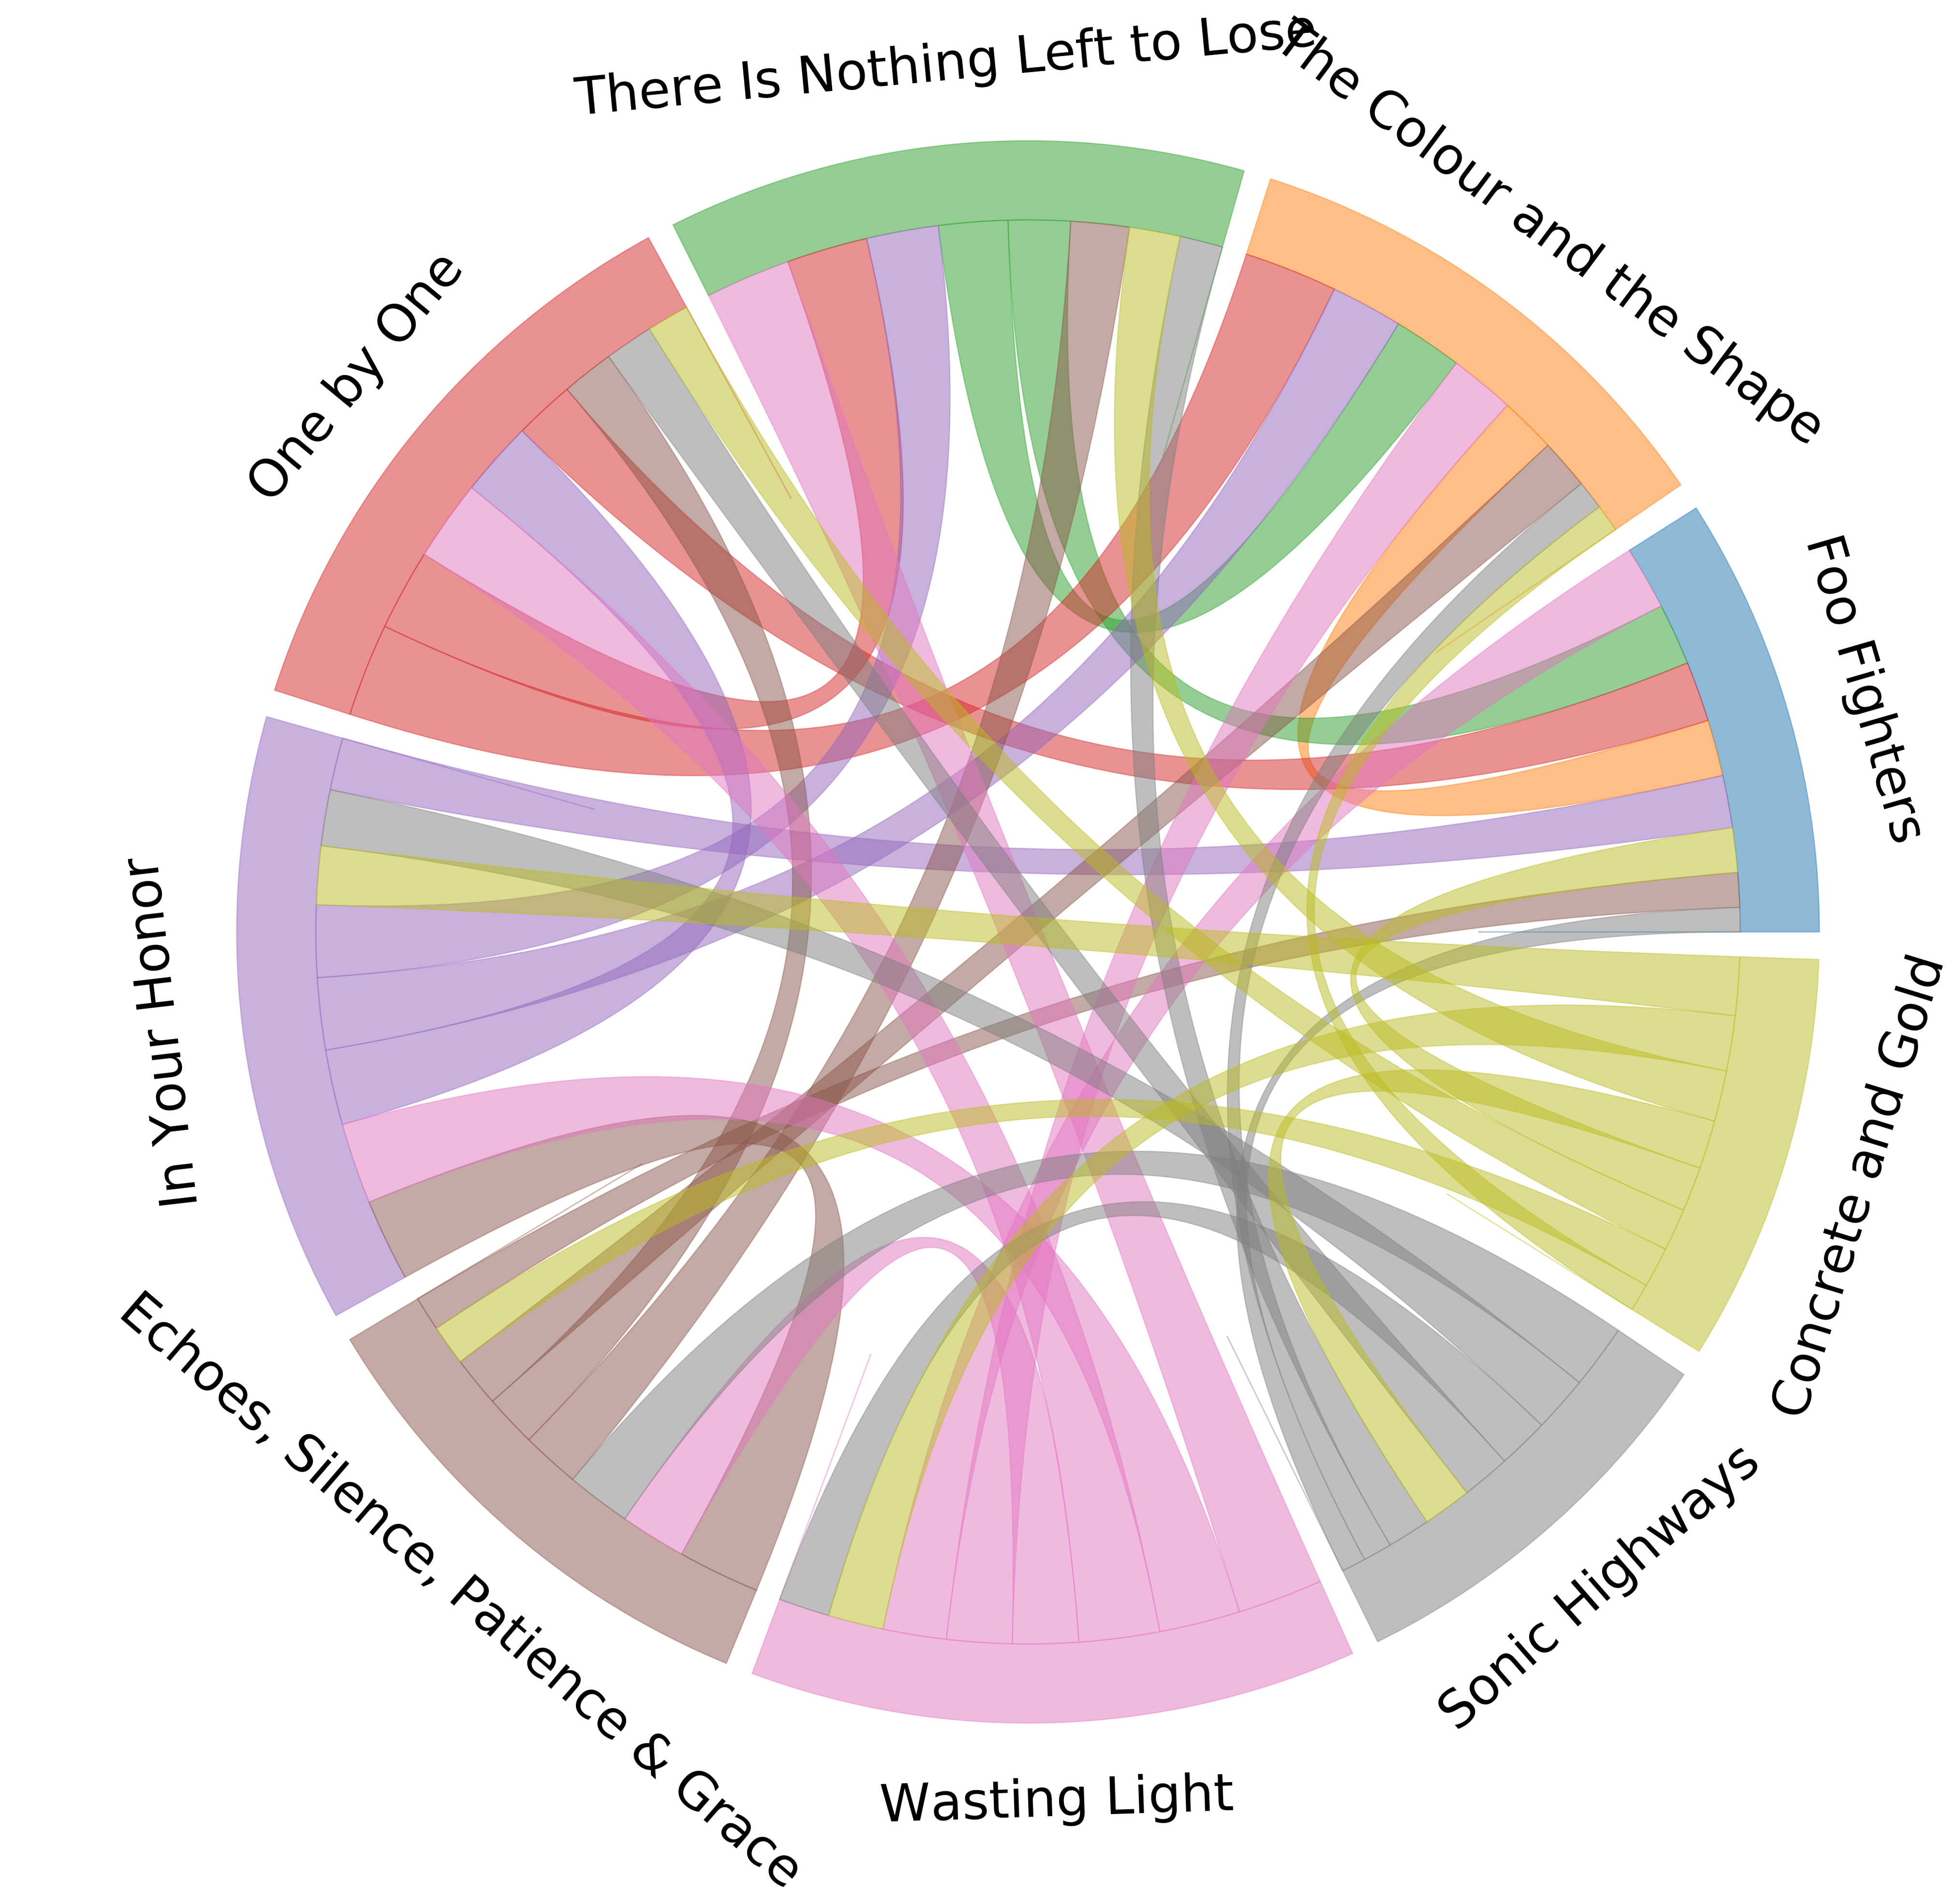 There Is Nothing Left to Lose
The Colour and the Shape
Foo Fighters
One by One
In Your Honor
Concrete and Gold
Echoes, Silence, Patience & Grace
Sonic Highways
Wasting Light